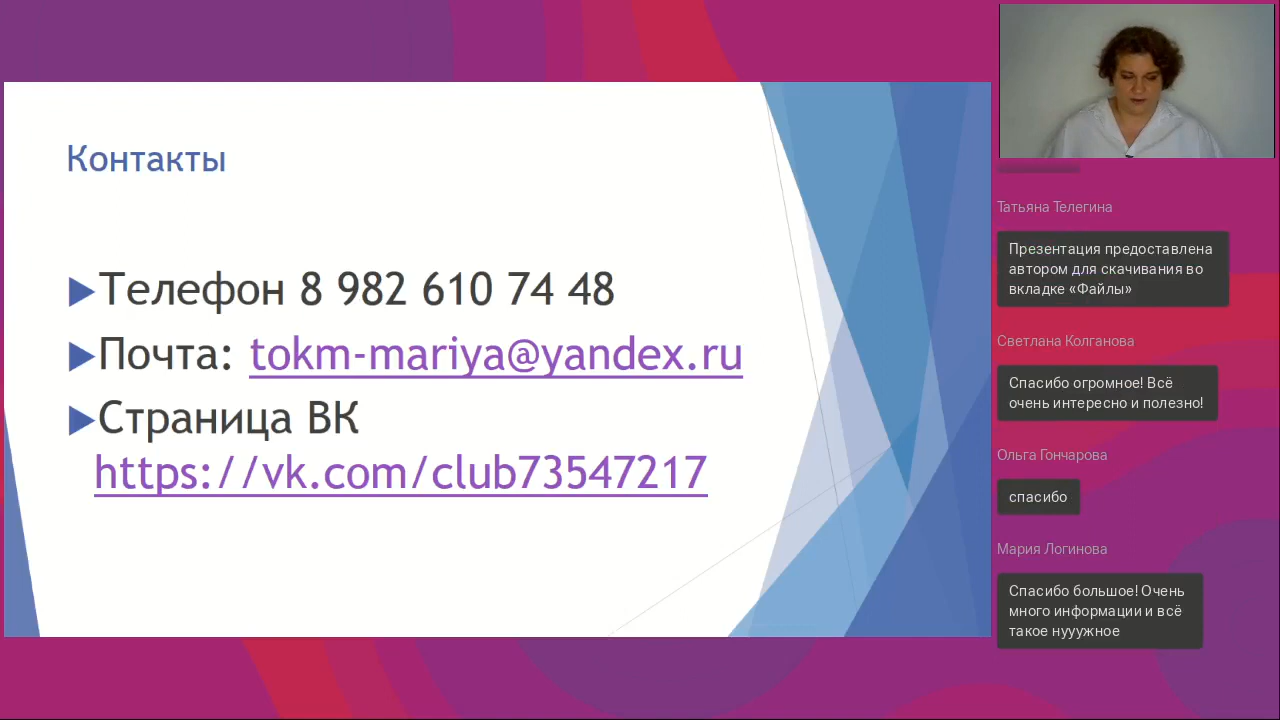 Контакты
Телефон 8 982 610 74 48
Почта: tokm-mariya@yandex.ru
Страница ВК
https://vk.com/club73547217
Татьяна Телегина
Презентация предоставлена
автором для скачивания во
вкладке «Файлы»
Светлана Колганова
Спасибо огромное! Всё
очень интересно и полезно!
Ольга Гончарова
спасибо
Мария Логинова
Спасибо большое! Очень
много информации и всё
такое нууужное